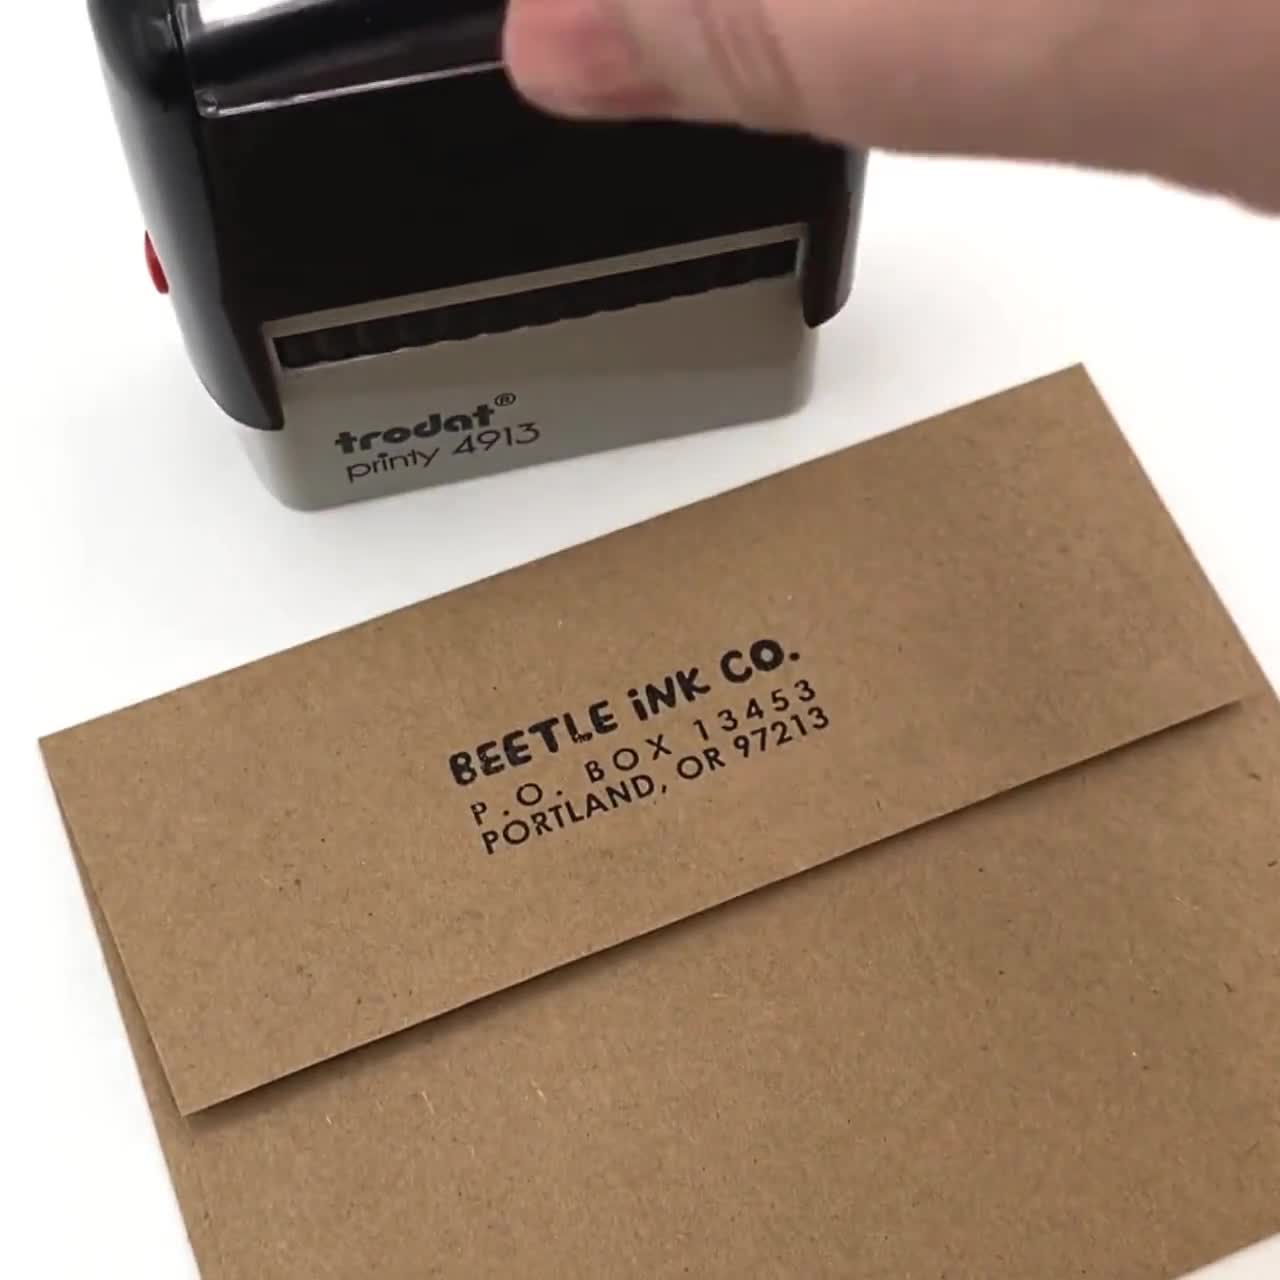 trodat®
printy 4913
BEETLE iNK CO.
P.O. BOX 13453
PORTLAND, OR 97213